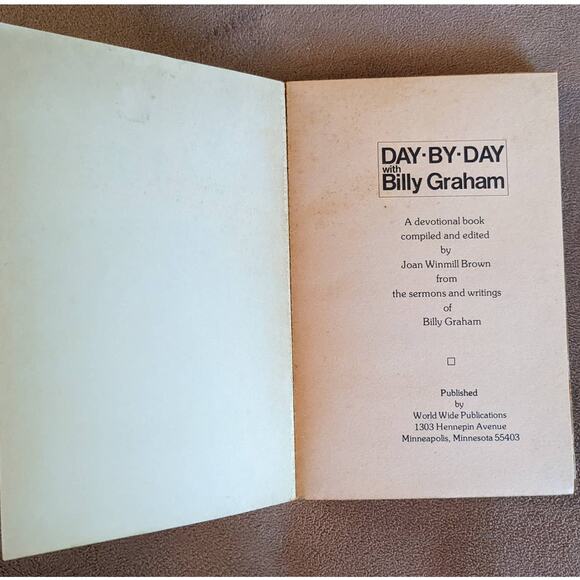 DAY·BY·DAY
with
Billy Graham
A devotional book
compiled and edited
by
Joan Winmill Brown
from
the sermons and writings
of
Billy Graham
Published
by
World Wide Publications
1303 Hennepin Avenue
Minneapolis, Minnesota 55403